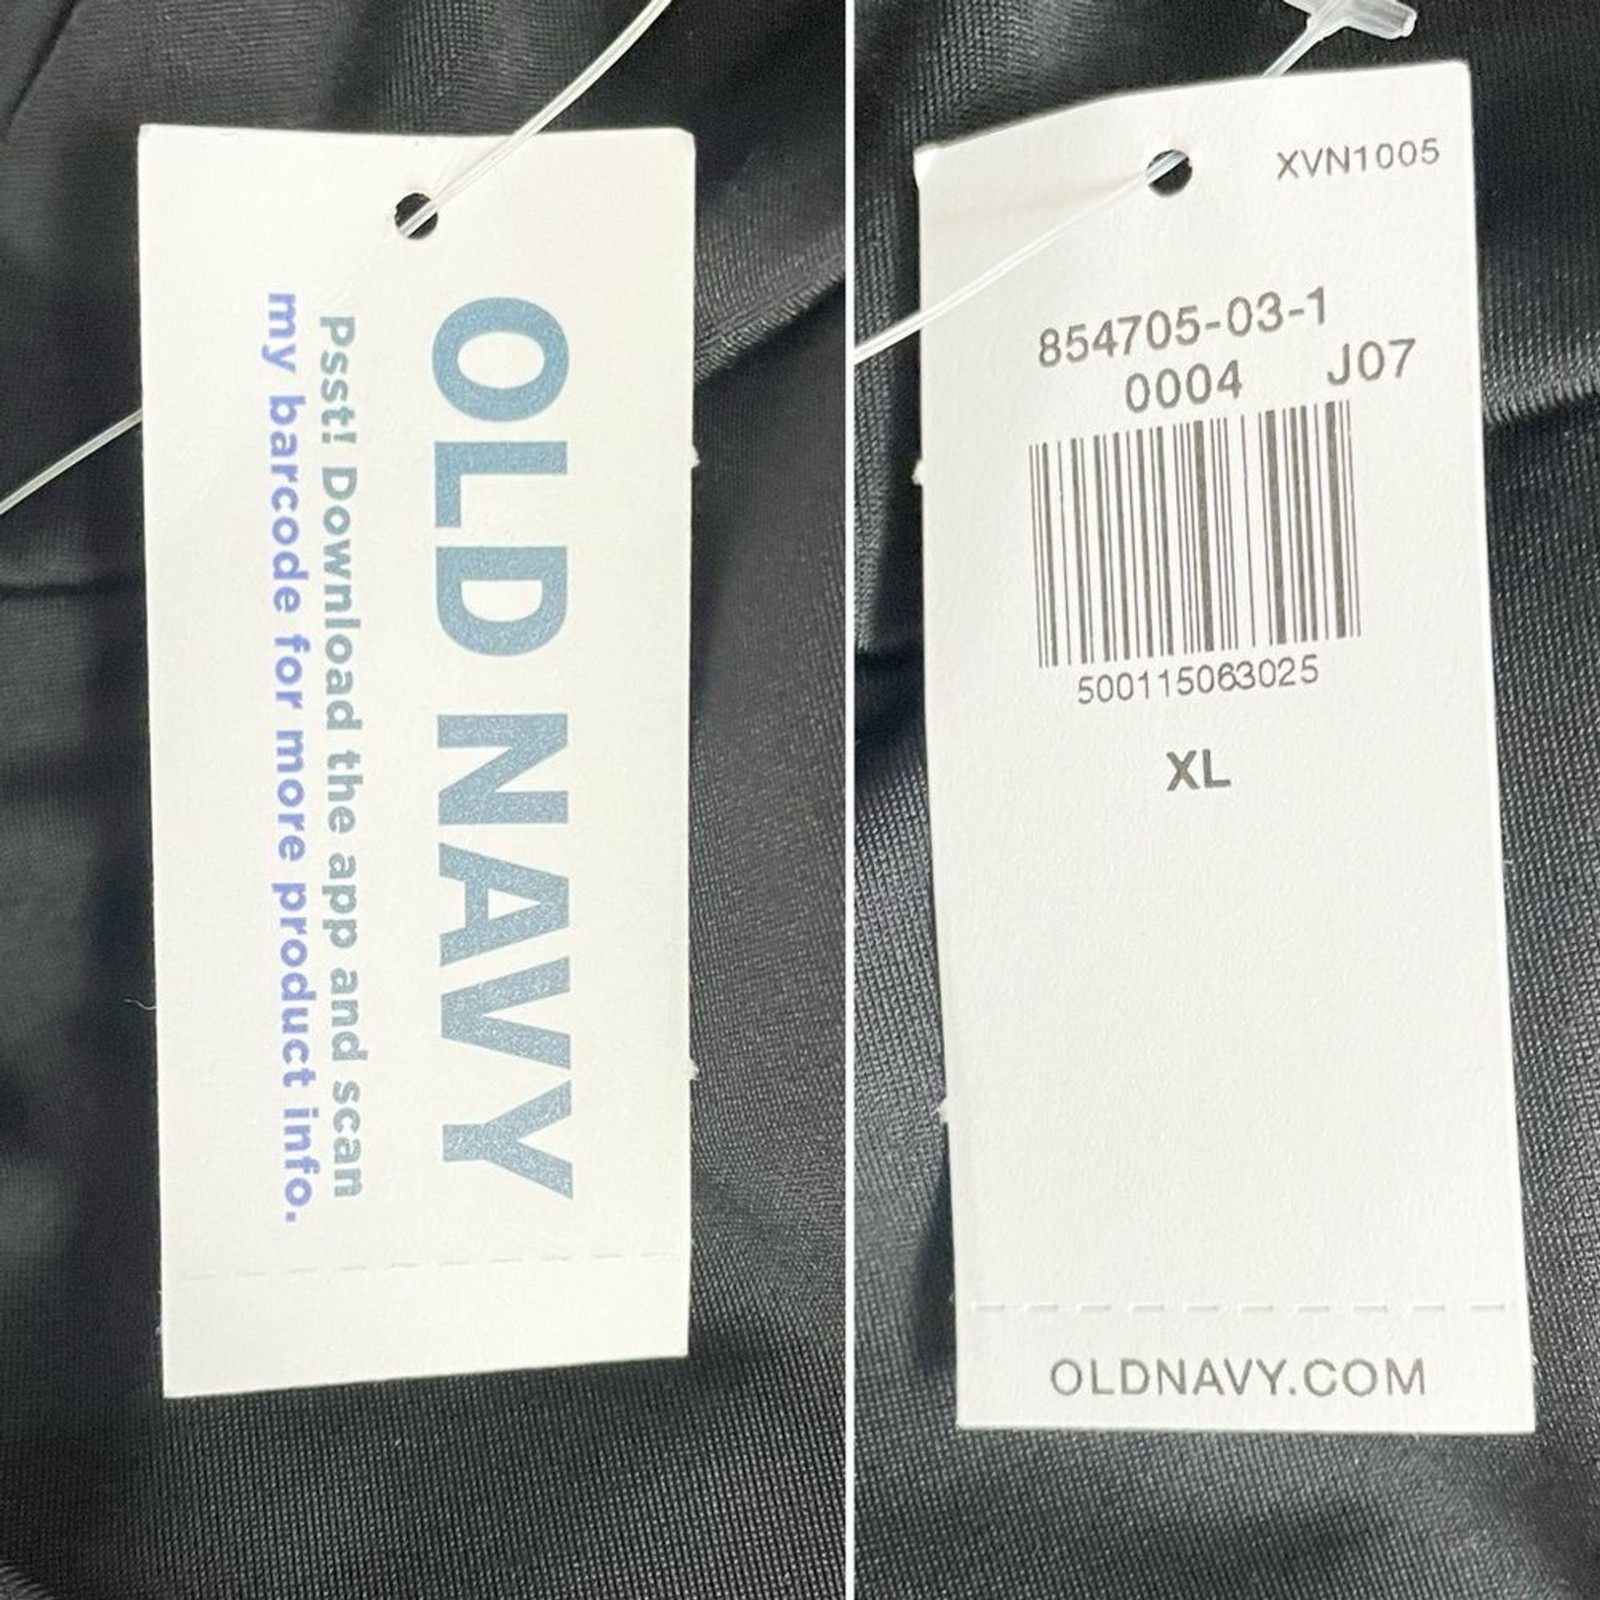 OLD NAVY
Psst! Download the app and scan
my barcode for more product info.
XVN1005
854705-03-1
0004 J07
500115063025
XL
OLDNAVY.COM